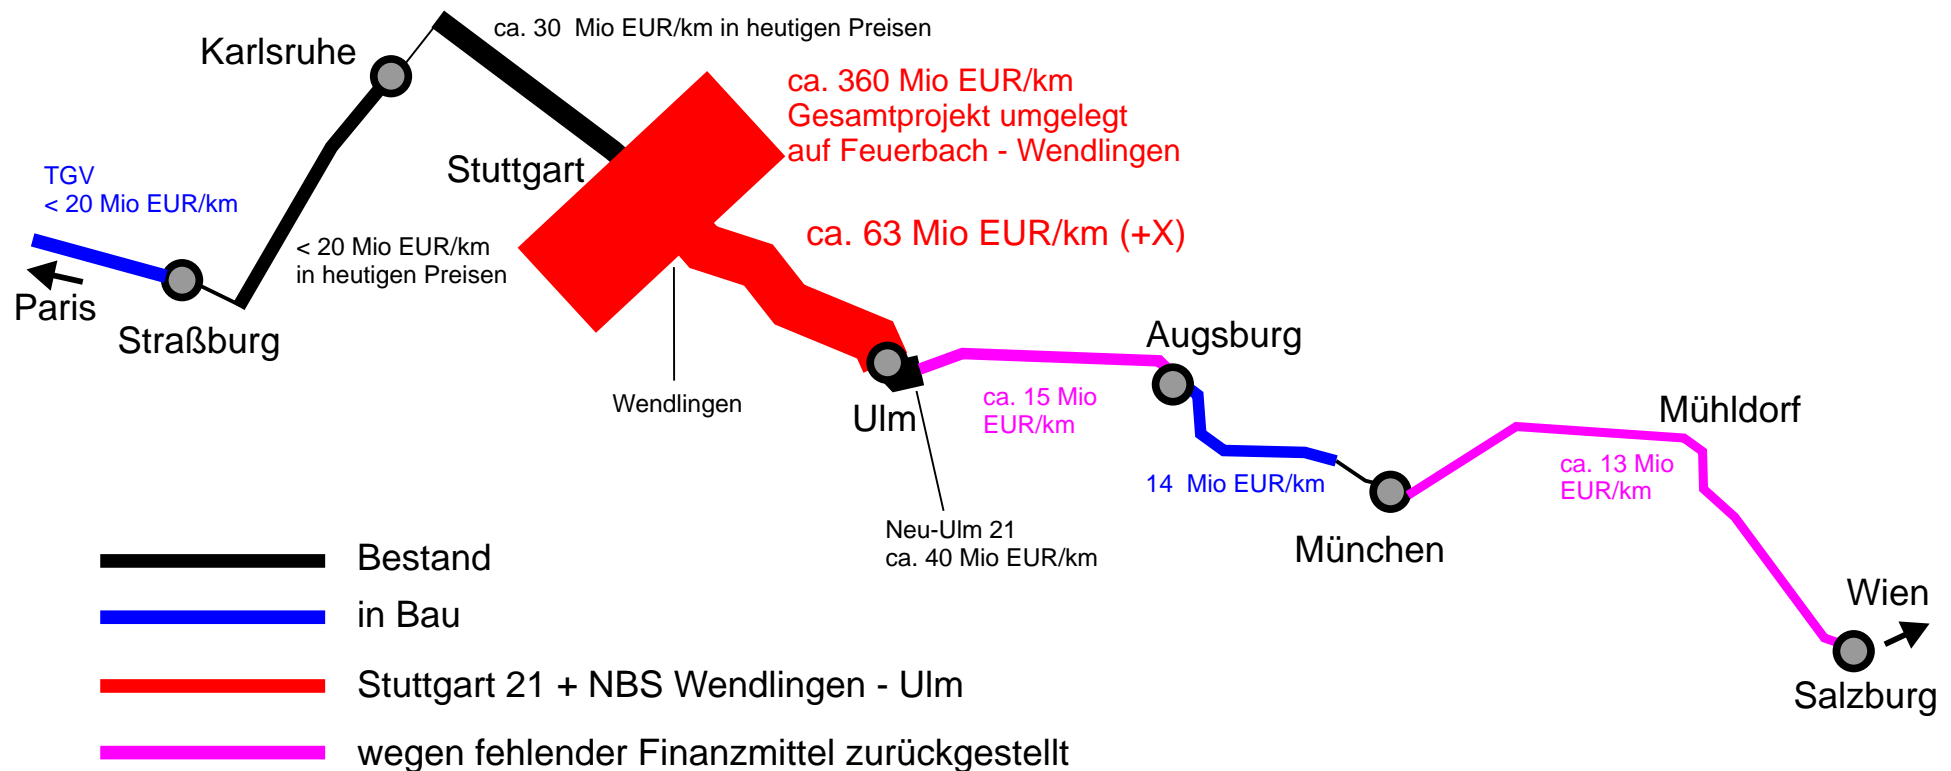 ca. 30  Mio EUR/km in heutigen Preisen
Karlsruhe
ca. 360 Mio EUR/km
Gesamtprojekt umgelegt
auf Feuerbach - Wendlingen
Stuttgart
TGV
< 20 Mio EUR/km
ca. 63 Mio EUR/km (+X)
< 20 Mio EUR/km
in heutigen Preisen
Paris
Straßburg
Augsburg
Wendlingen
Ulm
ca. 15 Mio
EUR/km
Mühldorf
ca. 13 Mio
EUR/km
14  Mio EUR/km
Neu-Ulm 21
ca. 40 Mio EUR/km
München
Wien
Salzburg
Bestand
in Bau
Stuttgart 21 + NBS Wendlingen - Ulm
wegen fehlender Finanzmittel zurückgestellt